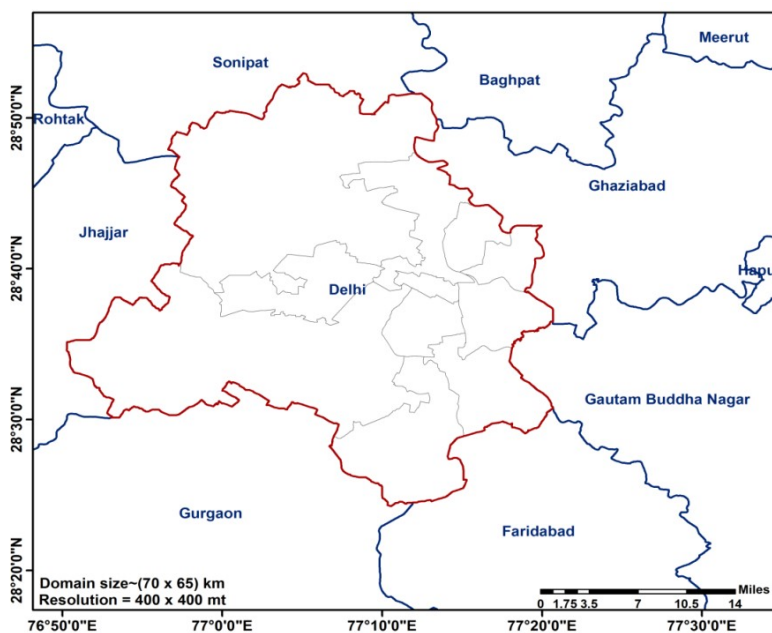 Meerut
Sonipat
Baghpat
28°50'0"N
Rohtak
Ghaziabad
Jhajjar
28°40'0"N
Hapu
Delhi
28°30'0"N
Gautam Buddha Nagar
Gurgaon
Faridabad
28°20'0"N
Domain size~(70 x 65) km
Resolution = 400 x 400 mt
Miles
0 1.75 3.5 7 10.5 14
76°50'0"E 77°0'0"E 77°10'0"E 77°20'0"E 77°30'0"E